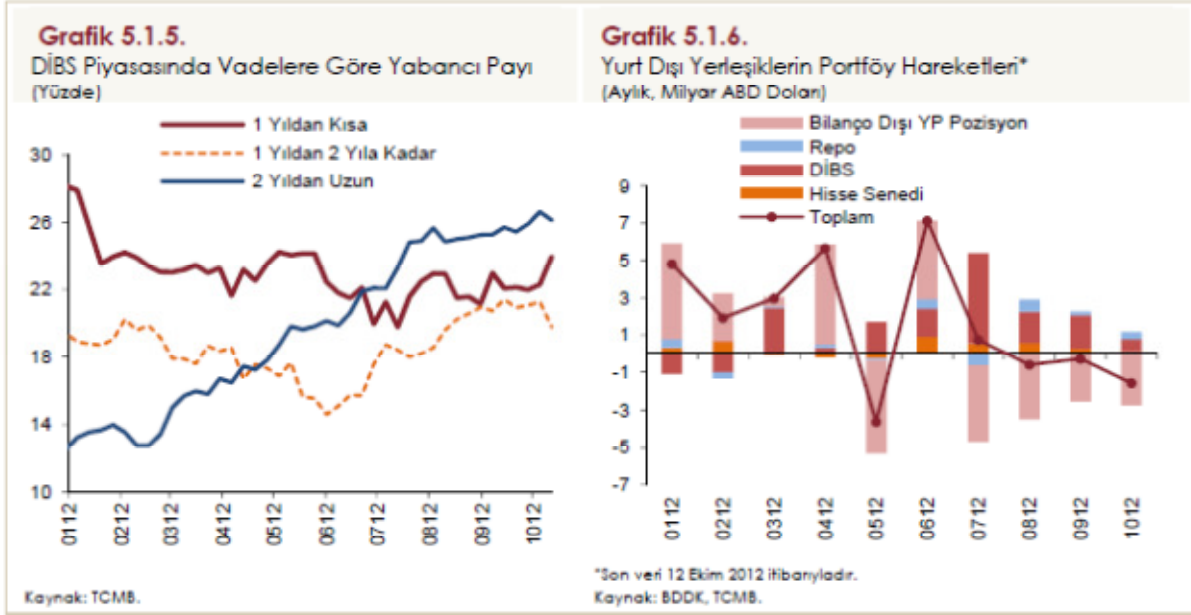 Grafik 5.1.5.
DİBS Piyasasında Vadelere Göre Yabancı Payı
(Yüzde)
1 Yıldan Kısa
1 Yıldan 2 Yıla Kadar
2 Yıldan Uzun
30
26
22
18
14
10
0112
0212
0312
0412
0512
0612
0712
0812
0912
1012
Kaynak: TCMB.
Grafik 5.1.6.
Yurt Dışı Yerleşiklerin Portföy Hareketleri*
(Aylık, Milyar ABD Doları)
Bilanço Dışı YP Pozisyon
Repo
DİBS
Hisse Senedi
Toplam
9
7
5
3
1
-1
-3
-5
-7
0112
0212
0312
0412
0512
0612
0712
0812
0912
1012
*Son veri 12 Ekim 2012 itibarıyladır.
Kaynak: BDDK, TCMB.